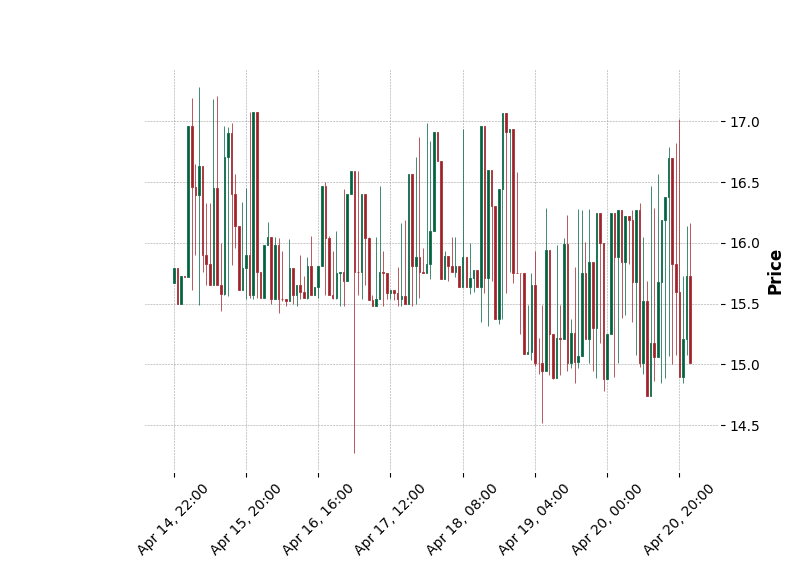 17.0
16.5
16.0
15.5
15.0
14.5
Price
Apr 14, 22:00
Apr 15, 20:00
Apr 16, 16:00
Apr 17, 12:00
Apr 18, 08:00
Apr 19, 04:00
Apr 20, 00:00
Apr 20, 20:00